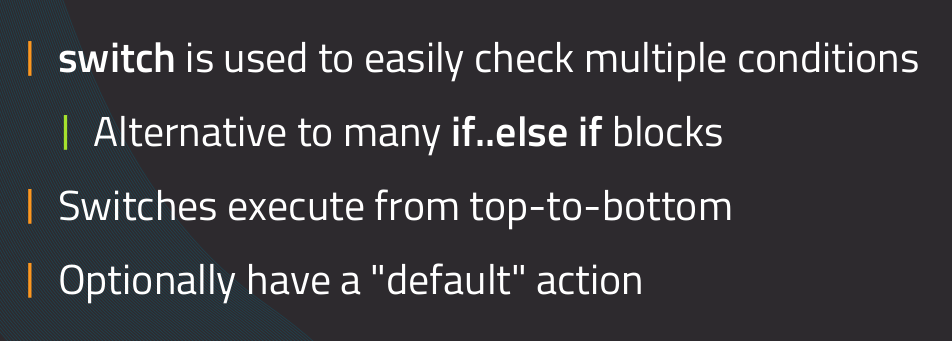 switch is used to easily check multiple conditions
Alternative to many if..else if blocks
Switches execute from top-to-bottom
Optionally have a "default" action